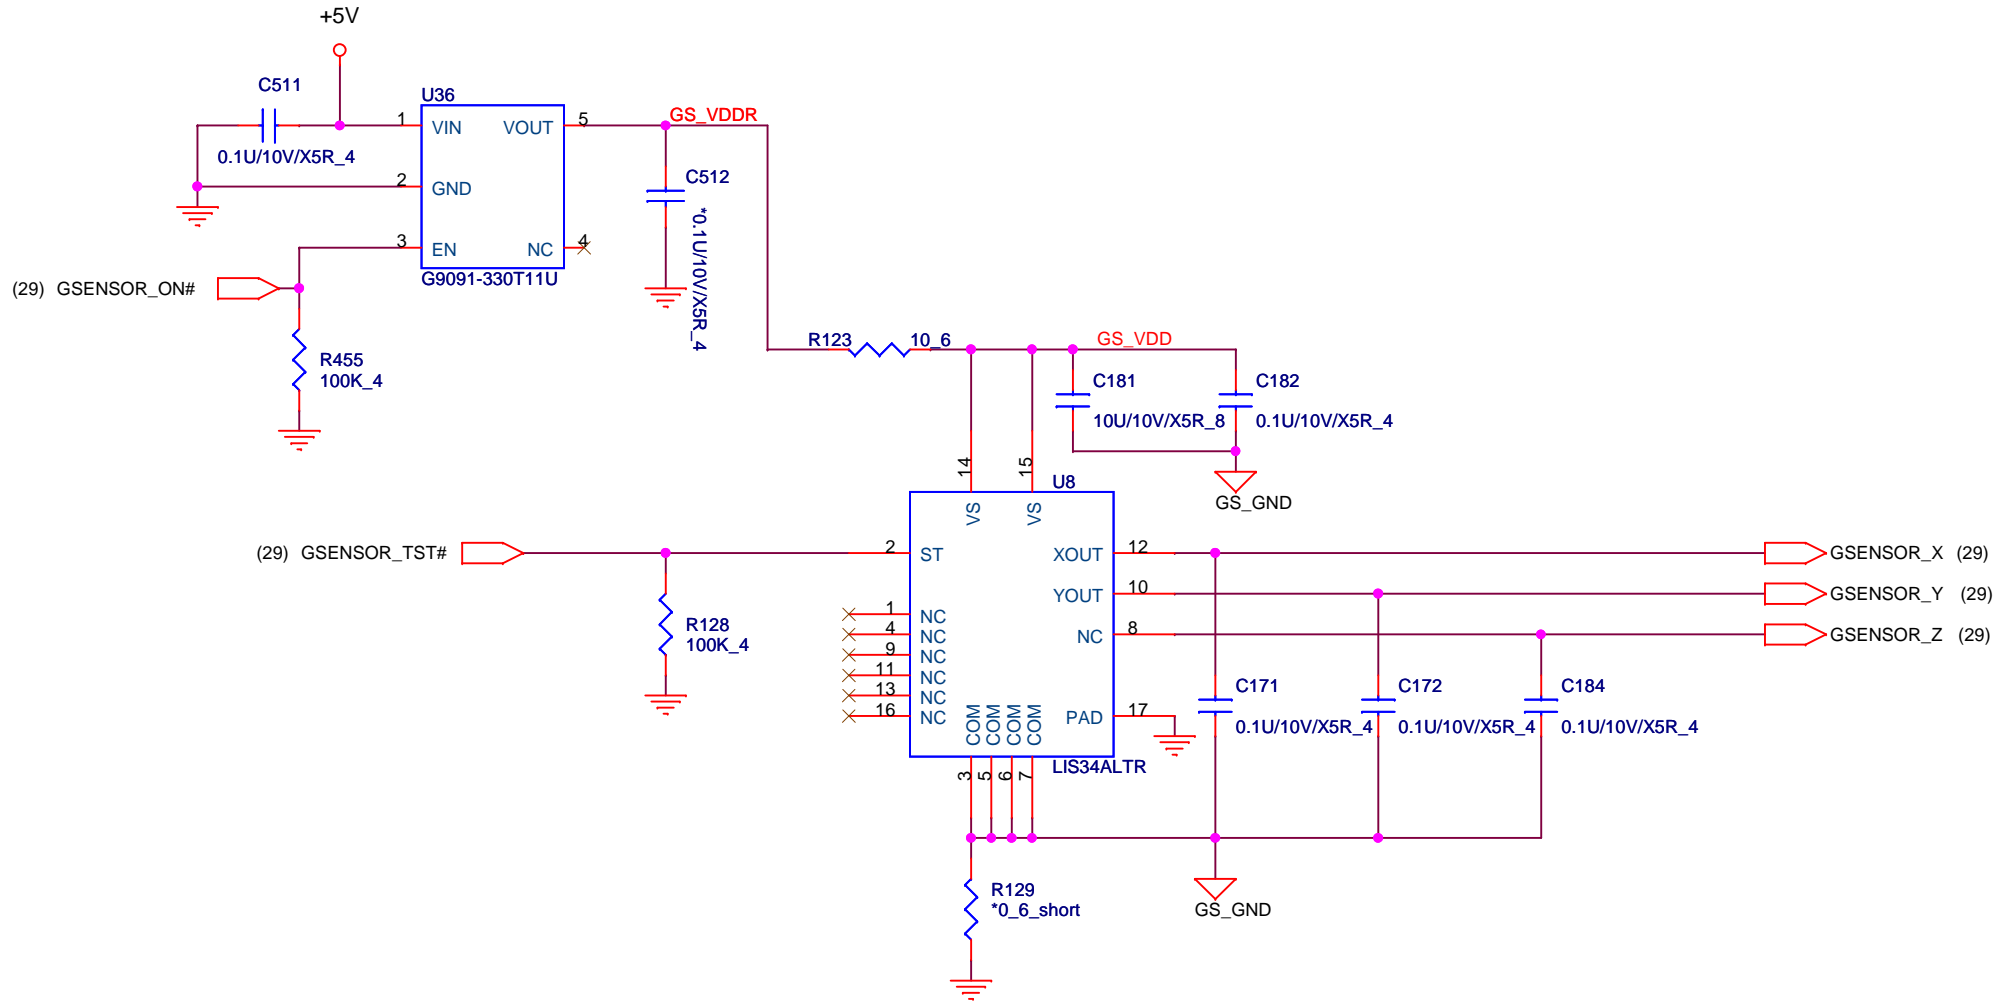 +5V
C511
0.1U/10V/X5R_4
U36
1
VIN
VOUT
5
GS_VDDR
2
GND
3
EN
NC
4
G9091-330T11U
C512
*0.1U/10V/X5R_4
(29) GSENSOR_ON#
R455
100K_4
R123
10_6
GS_VDD
C181
10U/10V/X5R_8
C182
0.1U/10V/X5R_4
GS_GND
14
15
U8
VS
VS
(29) GSENSOR_TST#
2
ST
XOUT
12
GSENSOR_X (29)
YOUT
10
GSENSOR_Y (29)
NC
8
GSENSOR_Z (29)
1
NC
4
NC
9
NC
11
NC
13
NC
16
NC
R128
100K_4
COM
COM
COM
COM
PAD
17
LIS34ALTR
3
5
6
7
C171
0.1U/10V/X5R_4
C172
0.1U/10V/X5R_4
C184
0.1U/10V/X5R_4
R129
*0_6_short
GS_GND